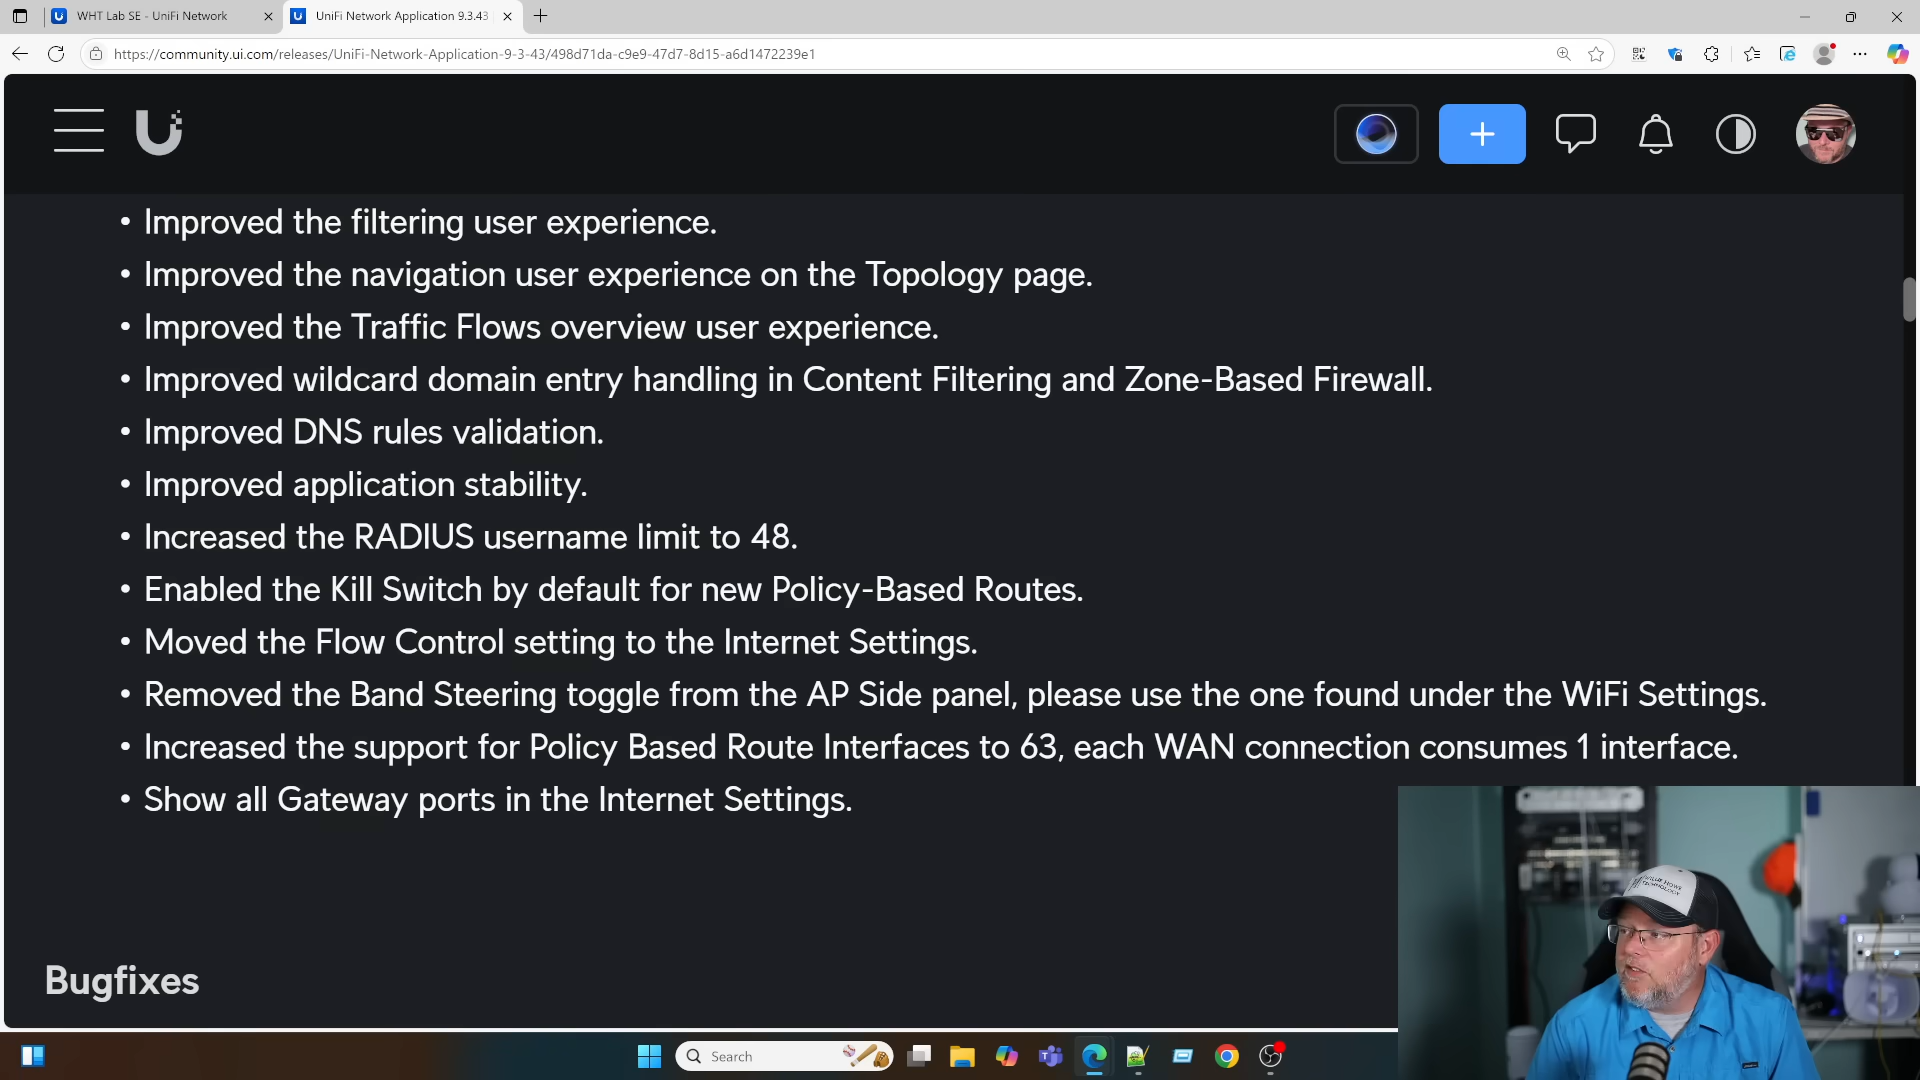 WHT Lab SE - UniFi Network
UniFi Network Application 9.3.43
https://community.ui.com/releases/UniFi-Network-Application-9-3-43/498d71da-c9e9-47d7-8d15-a6d1472239e1
• Improved the filtering user experience.
• Improved the navigation user experience on the Topology page.
• Improved the Traffic Flows overview user experience.
• Improved wildcard domain entry handling in Content Filtering and Zone-Based Firewall.
• Improved DNS rules validation.
• Improved application stability.
• Increased the RADIUS username limit to 48.
• Enabled the Kill Switch by default for new Policy-Based Routes.
• Moved the Flow Control setting to the Internet Settings.
• Removed the Band Steering toggle from the AP Side panel, please use the one found under the WiFi Settings.
• Increased the support for Policy Based Route Interfaces to 63, each WAN connection consumes 1 interface.
• Show all Gateway ports in the Internet Settings.
Bugfixes
Search